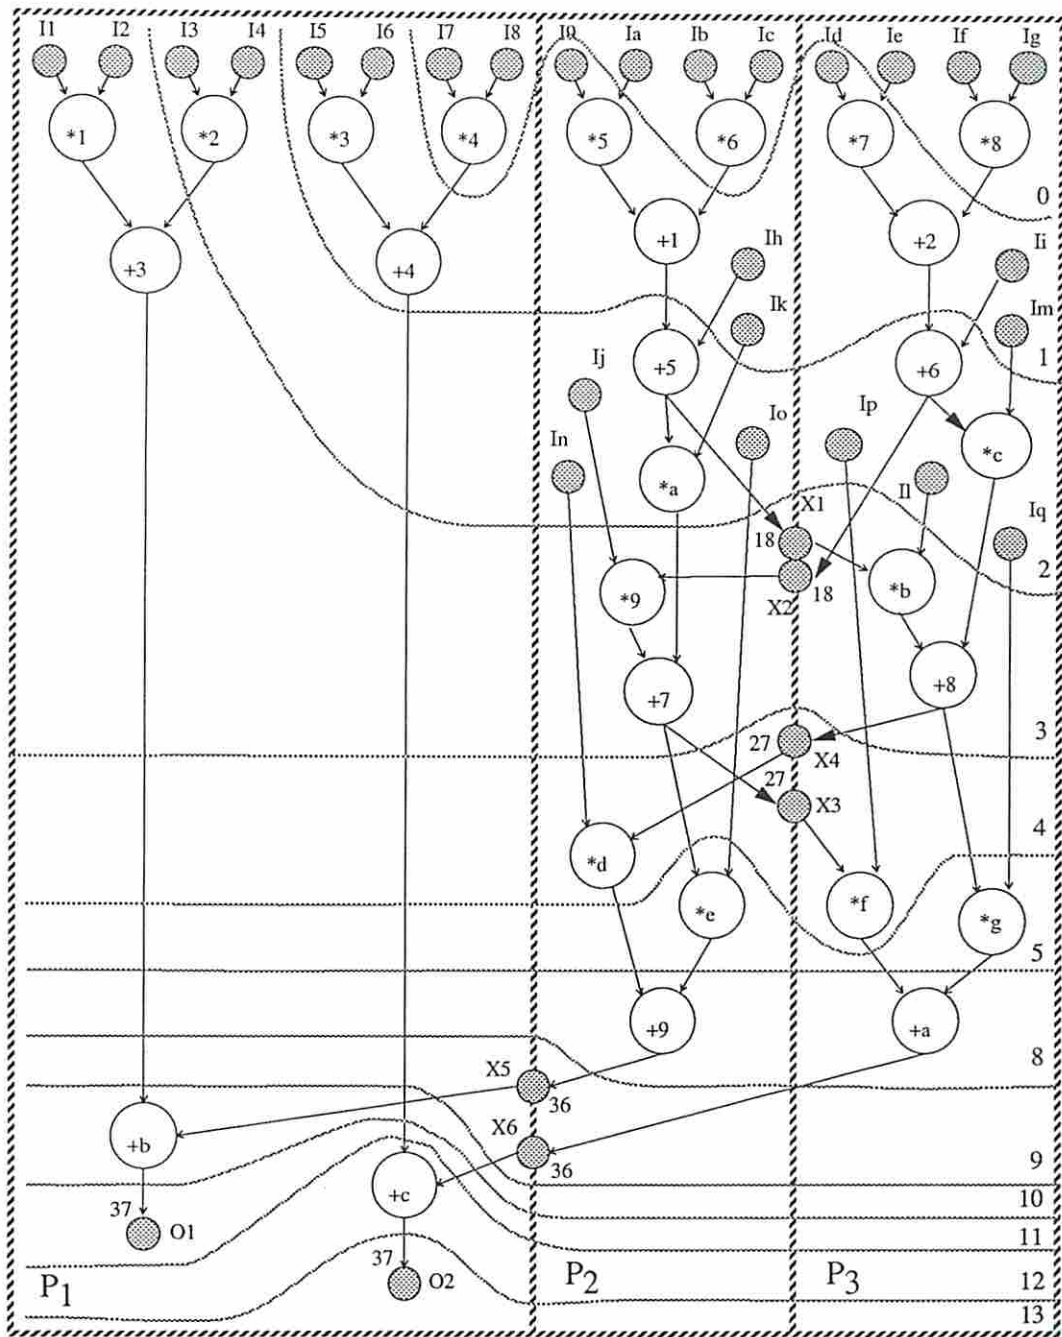 I1 I2 I3 I4 I5 I6 I7 I8 I9 Ia Ib Ic Id Ie If Ig
*1 *2 *3 *4 *5 *6 *7 *8
0
+3 +4 +1 +2
Ih Ii
Ik Im
1
+5 +6
Ij
In Io Ip
*c
*a Il
X1 Iq
18
2
*9 X2 18 *b
+7 +8
3
27 X4
27
X3
4
*d
*e *f *g
5
+9 +a
8
X5
36
+b X6
36
9
+c
10
37
O1
11
37
O2
12
P1 P2 P3
13